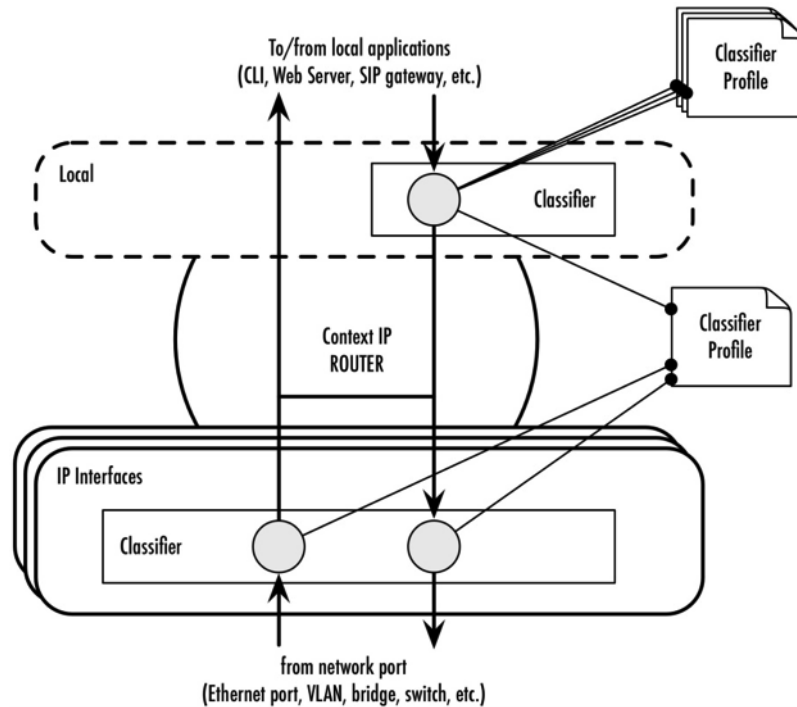 To/from local applications
(CLI, Web Server, SIP gateway, etc.)
Classifier
Profile
Local
Classifier
Context IP
ROUTER
Classifier
Profile
IP Interfaces
Classifier
from network port
(Ethernet port, VLAN, bridge, switch, etc.)